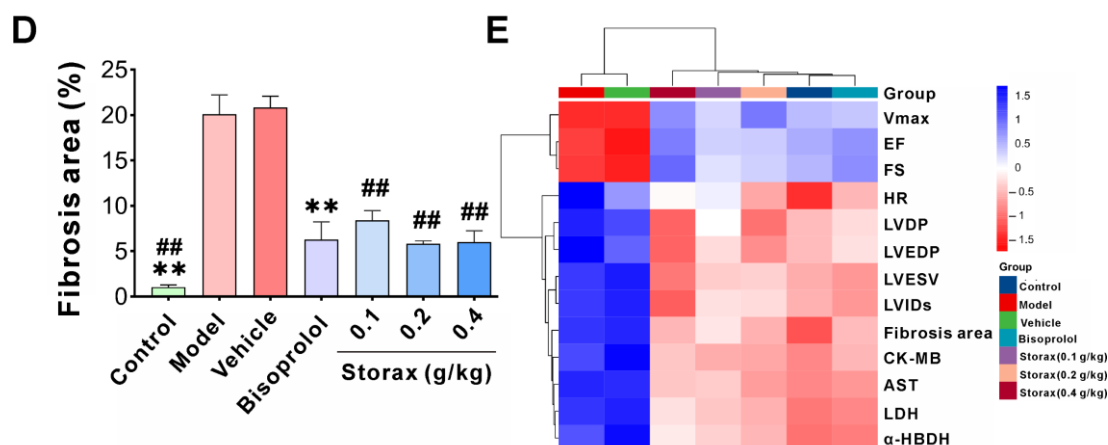 D
Fibrosis area (%)
25
20
15
10
5
0
##
**
**
##
##
##
Control
Model
Vehicle
Bisoprolol
0.1
0.2
0.4
Storax (g/kg)
E
Group
Vmax
EF
FS
HR
LVDP
LVEDP
LVESV
LVIDs
Fibrosis area
CK-MB
AST
LDH
α-HBDH
1.5
1
0.5
0
−0.5
−1
−1.5
Group
Control
Model
Vehicle
Bisoprolol
Storax(0.1 g/kg)
Storax(0.2 g/kg)
Storax(0.4 g/kg)